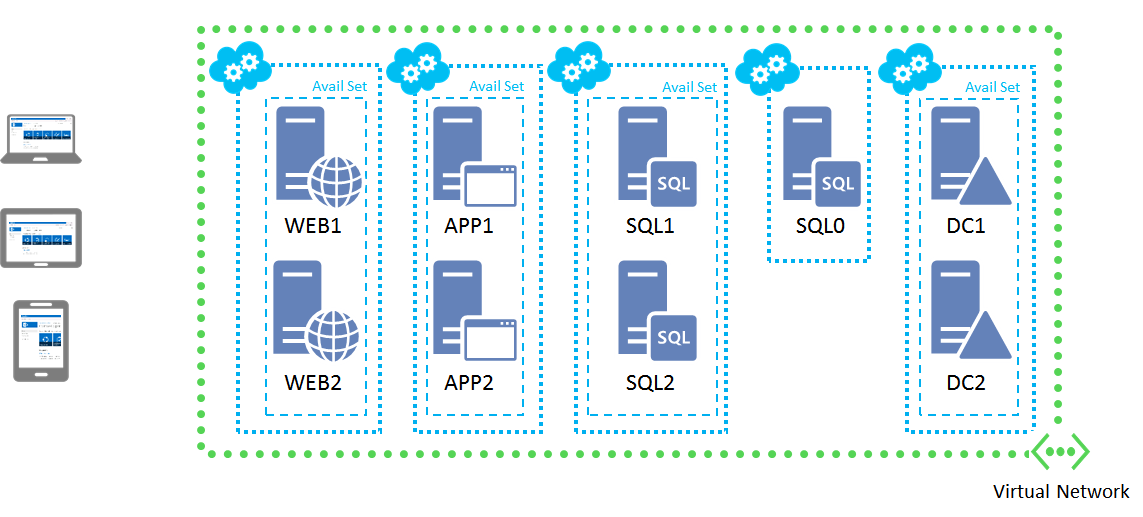 Avail Set
Avail Set
Avail Set
Avail Set
SQL
SQL
WEB1
APP1
SQL1
SQL0
DC1
SQL
WEB2
APP2
SQL2
DC2
Virtual Network